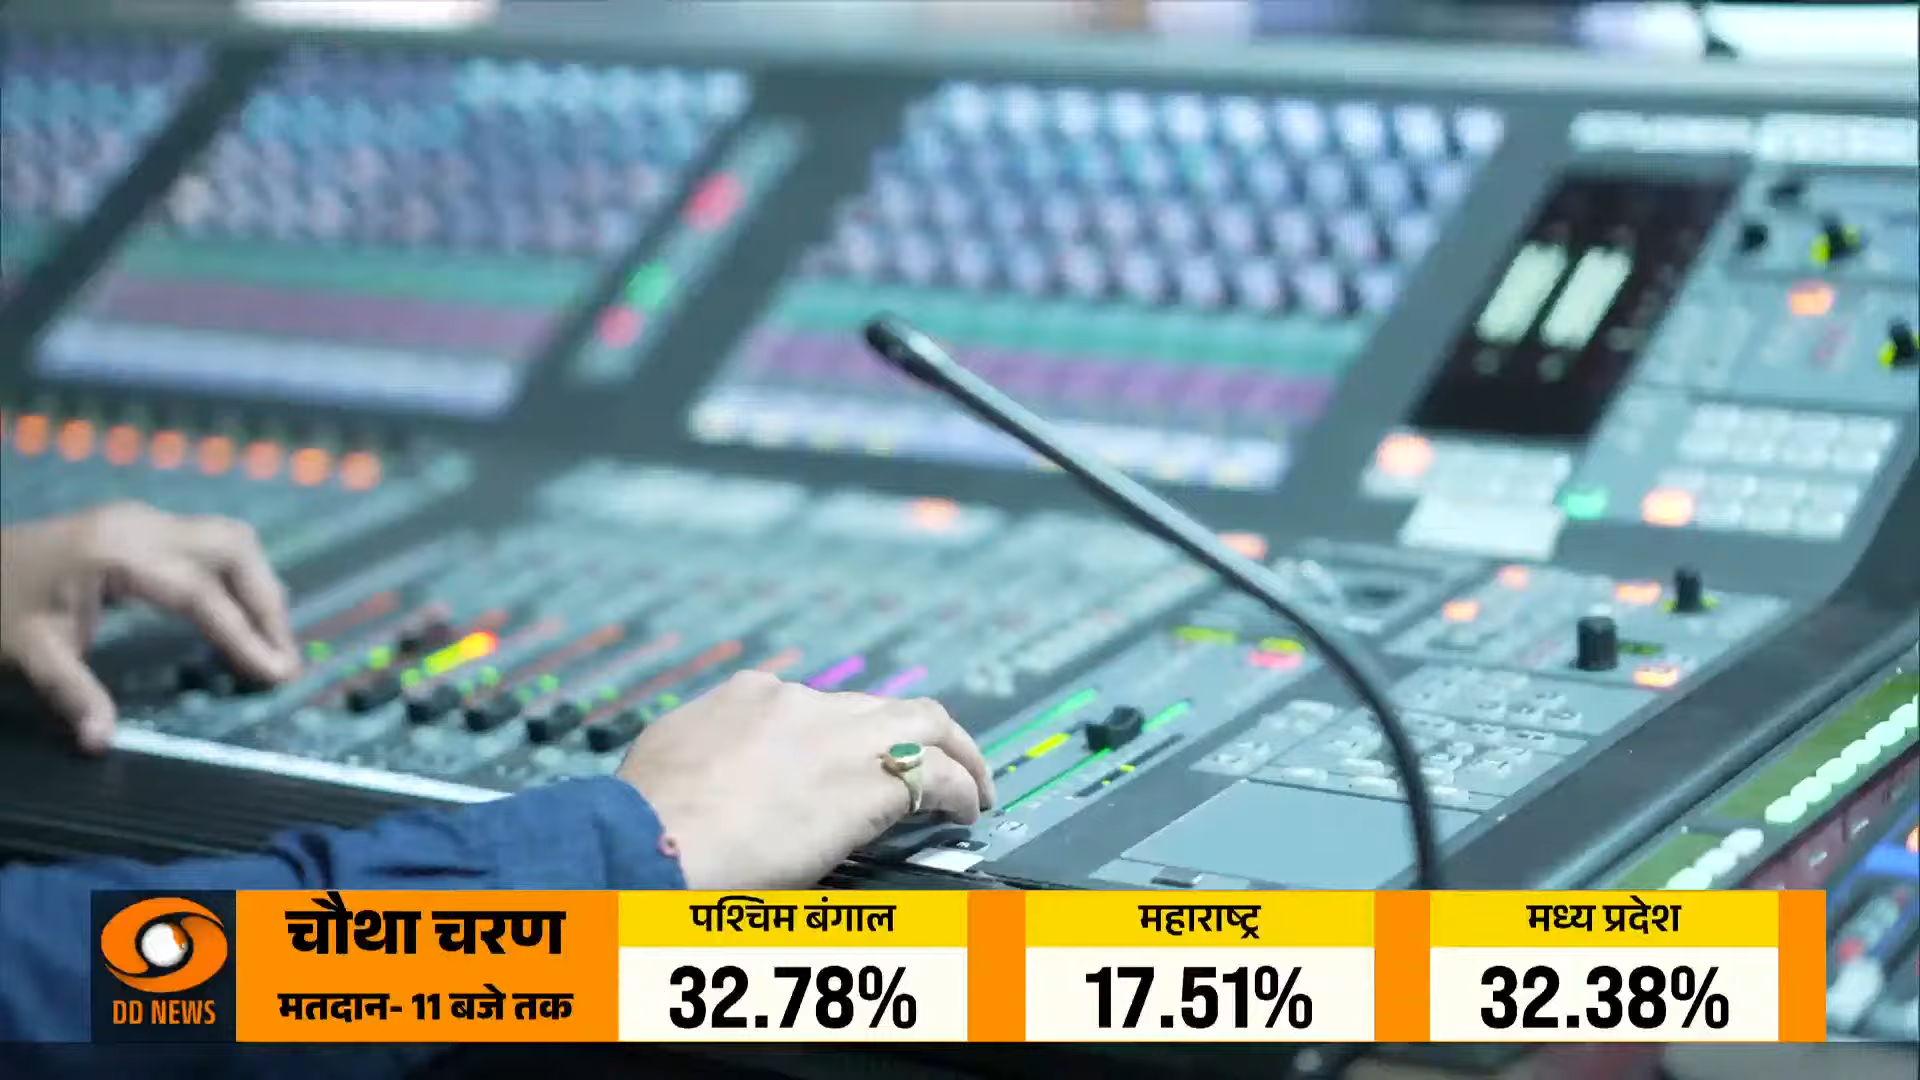 चौथा चरण
मतदान- 11 बजे तक
पश्चिम बंगाल
32.78%
महाराष्ट्र
17.51%
मध्य प्रदेश
32.38%
DD NEWS